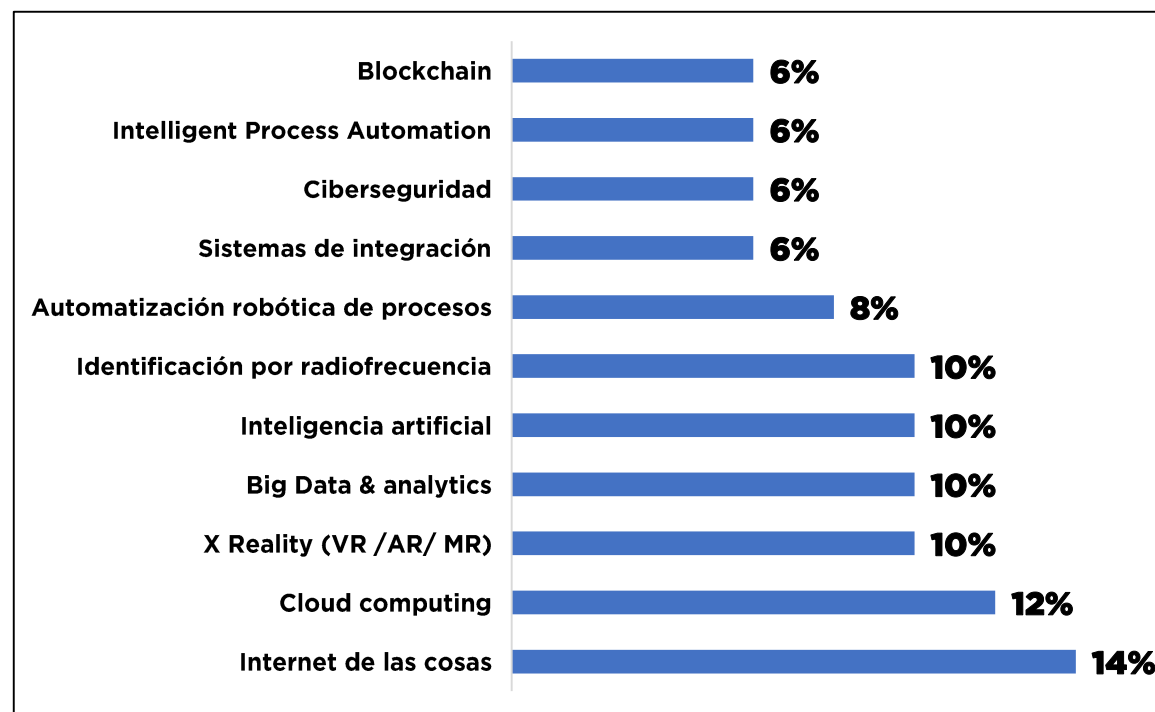 Blockchain 6%
Intelligent Process Automation 6%
Ciberseguridad 6%
Sistemas de integración 6%
Automatización robótica de procesos 8%
Identificación por radiofrecuencia 10%
Inteligencia artificial 10%
Big Data & analytics 10%
X Reality (VR /AR/ MR) 10%
Cloud computing 12%
Internet de las cosas 14%